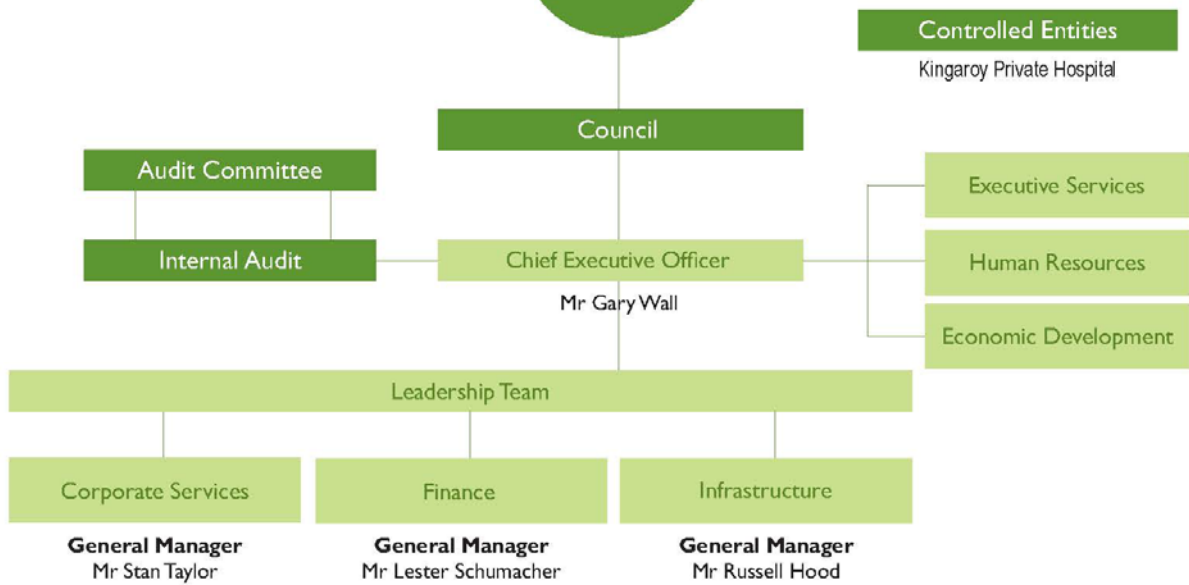 Controlled Entities
Kingaroy Private Hospital
Council
Audit Committee
Executive Services
Internal Audit
Chief Executive Officer
Human Resources
Mr Gary Wall
Economic Development
Leadership Team
Corporate Services
Finance
Infrastructure
General Manager
Mr Stan Taylor
General Manager
Mr Lester Schumacher
General Manager
Mr Russell Hood